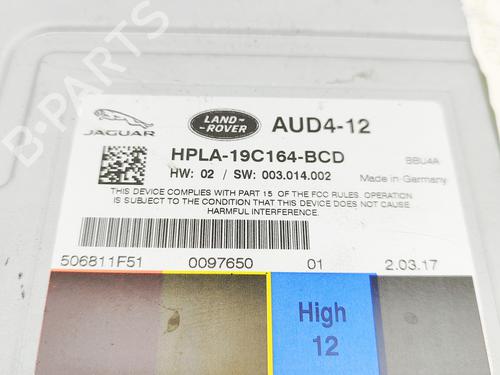 B-PARTS
JAGUAR
LAND-
-ROVER
AUD4-12
HPLA-19C164-BCD
BBU4A
HW: 02 / SW: 003.014.002
Made in Germany
THIS DEVICE COMPLIES WITH PART 15 OF THE FCC RULES. OPERATION
IS SUBJECT TO THE CONDITION THAT THIS DEVICE DOES NOT CAUSE
HARMFUL INTERFERENCE.
506811F51 0097650 01 2.03.17
High
12